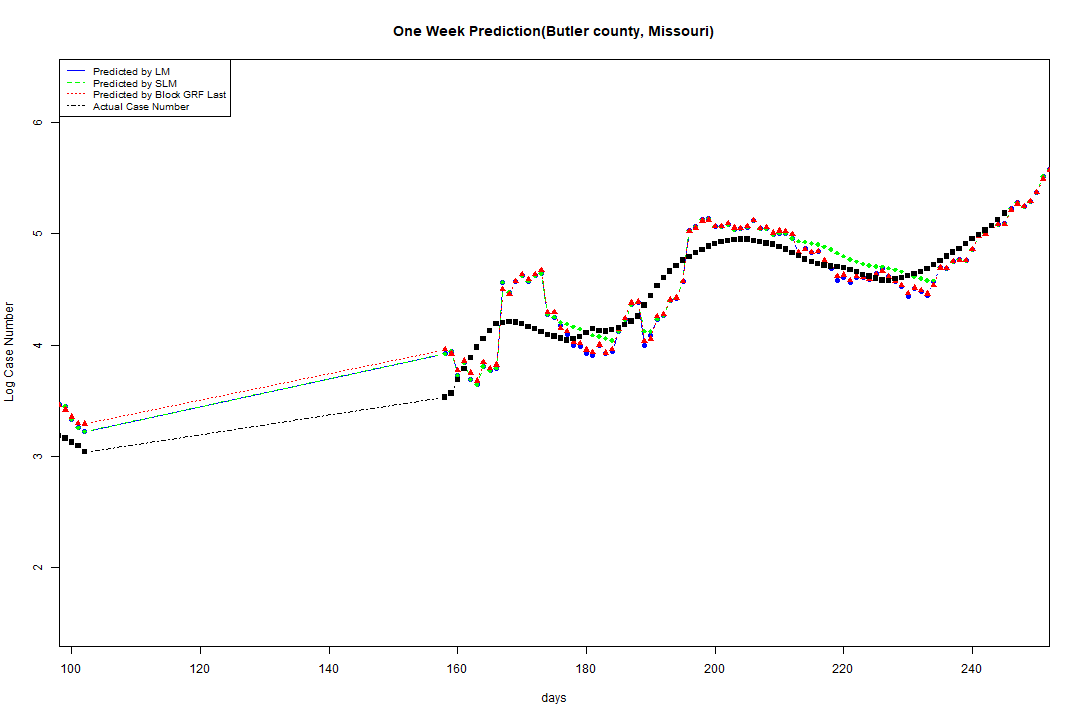 One Week Prediction(Butler county, Missouri)
Predicted by LM
Predicted by SLM
Predicted by Block GRF Last
Actual Case Number
6
5
4
3
2
Log Case Number
100 120 140 160 180 200 220 240
days